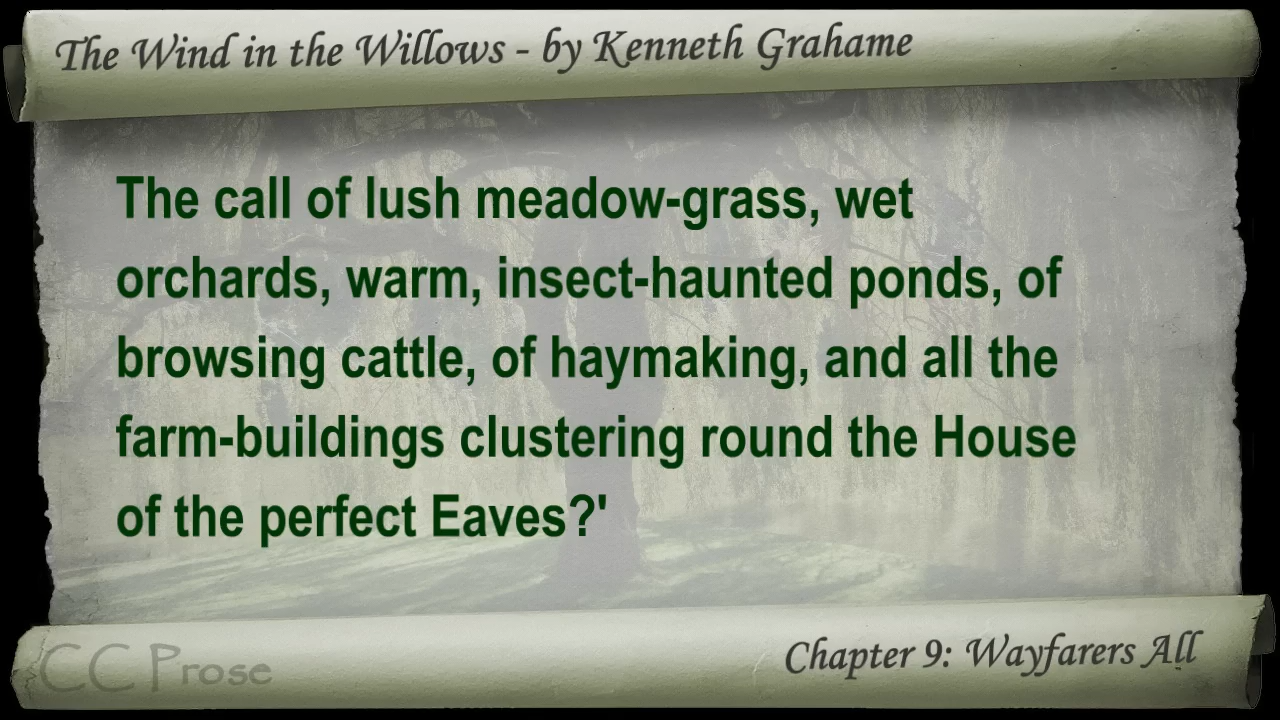 The Wind in the Willows - by Kenneth Grahame
The call of lush meadow-grass, wet
orchards, warm, insect-haunted ponds, of
browsing cattle, of haymaking, and all the
farm-buildings clustering round the House
of the perfect Eaves?'
CC Prose
Chapter 9: Wayfarers All